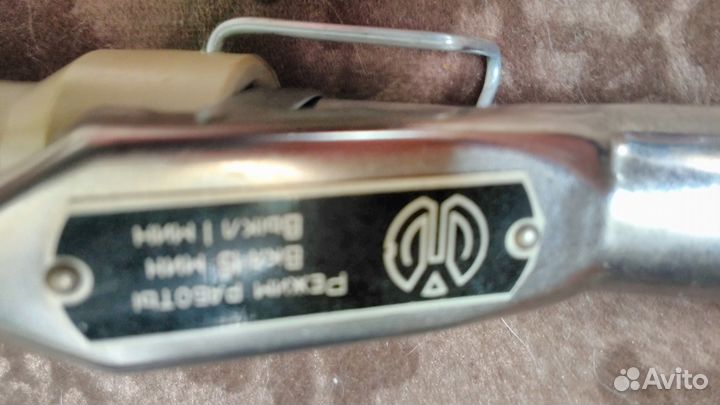 Режим работы
Вкл 15 мин
Выкл 1 мин
Avito